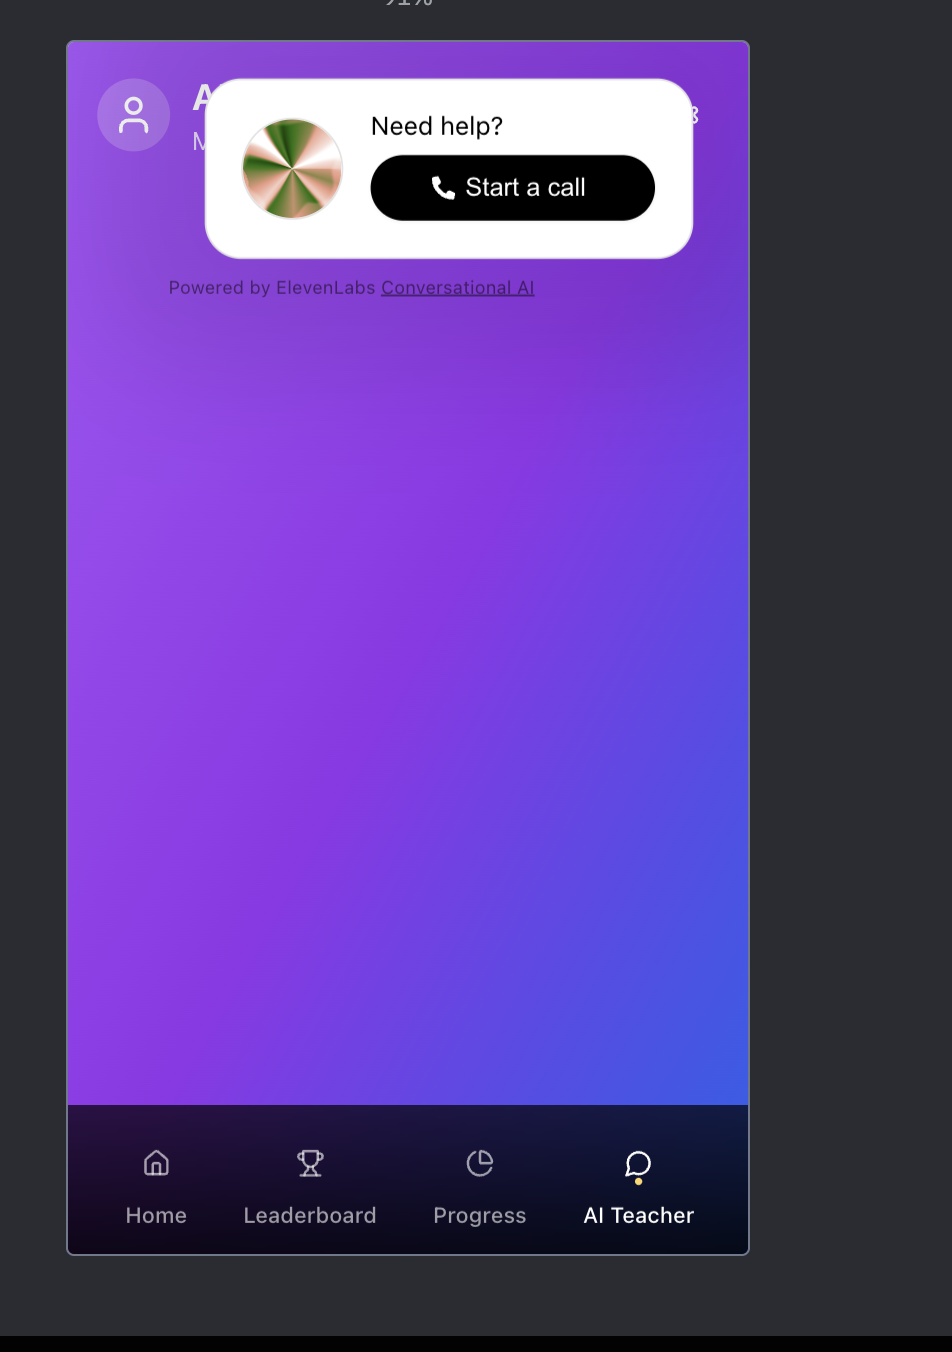 Need help?
Start a call
Powered by ElevenLabs Conversational AI
Home
Leaderboard
Progress
AI Teacher